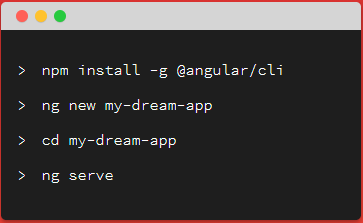 > npm install -g @angular/cli
> ng new my-dream-app
> cd my-dream-app
> ng serve